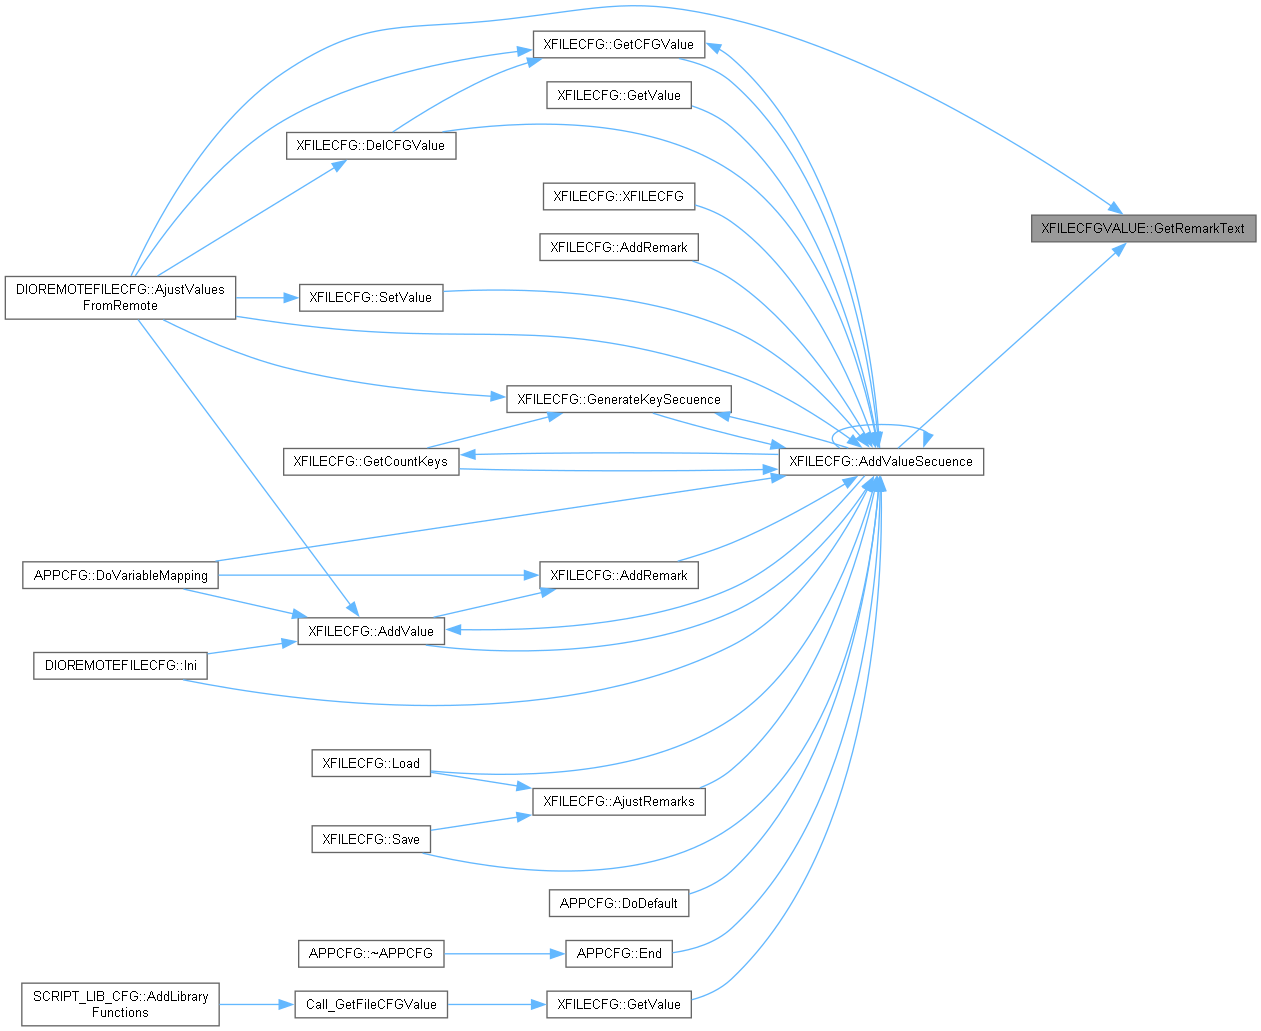 XFILECFG::GetCFGValue
XFILECFG::GetValue
XFILECFG::DelCFGValue
XFILECFG::XFILECFG
XFILECFGVALUE::GetRemarkText
XFILECFG::AddRemark
DIOREMOTEFILECFG::AjustValues
FromRemote
XFILECFG::SetValue
XFILECFG::GenerateKeySecuence
XFILECFG::GetCountKeys
XFILECFG::AddValueSecuence
APPCFG::DoVariableMapping
XFILECFG::AddRemark
XFILECFG::AddValue
DIOREMOTEFILECFG::Ini
XFILECFG::Load
XFILECFG::AjustRemarks
XFILECFG::Save
APPCFG::DoDefault
APPCFG::~APPCFG
APPCFG::End
SCRIPT_LIB_CFG::AddLibrary
Functions
Call_GetFileCFGValue
XFILECFG::GetValue